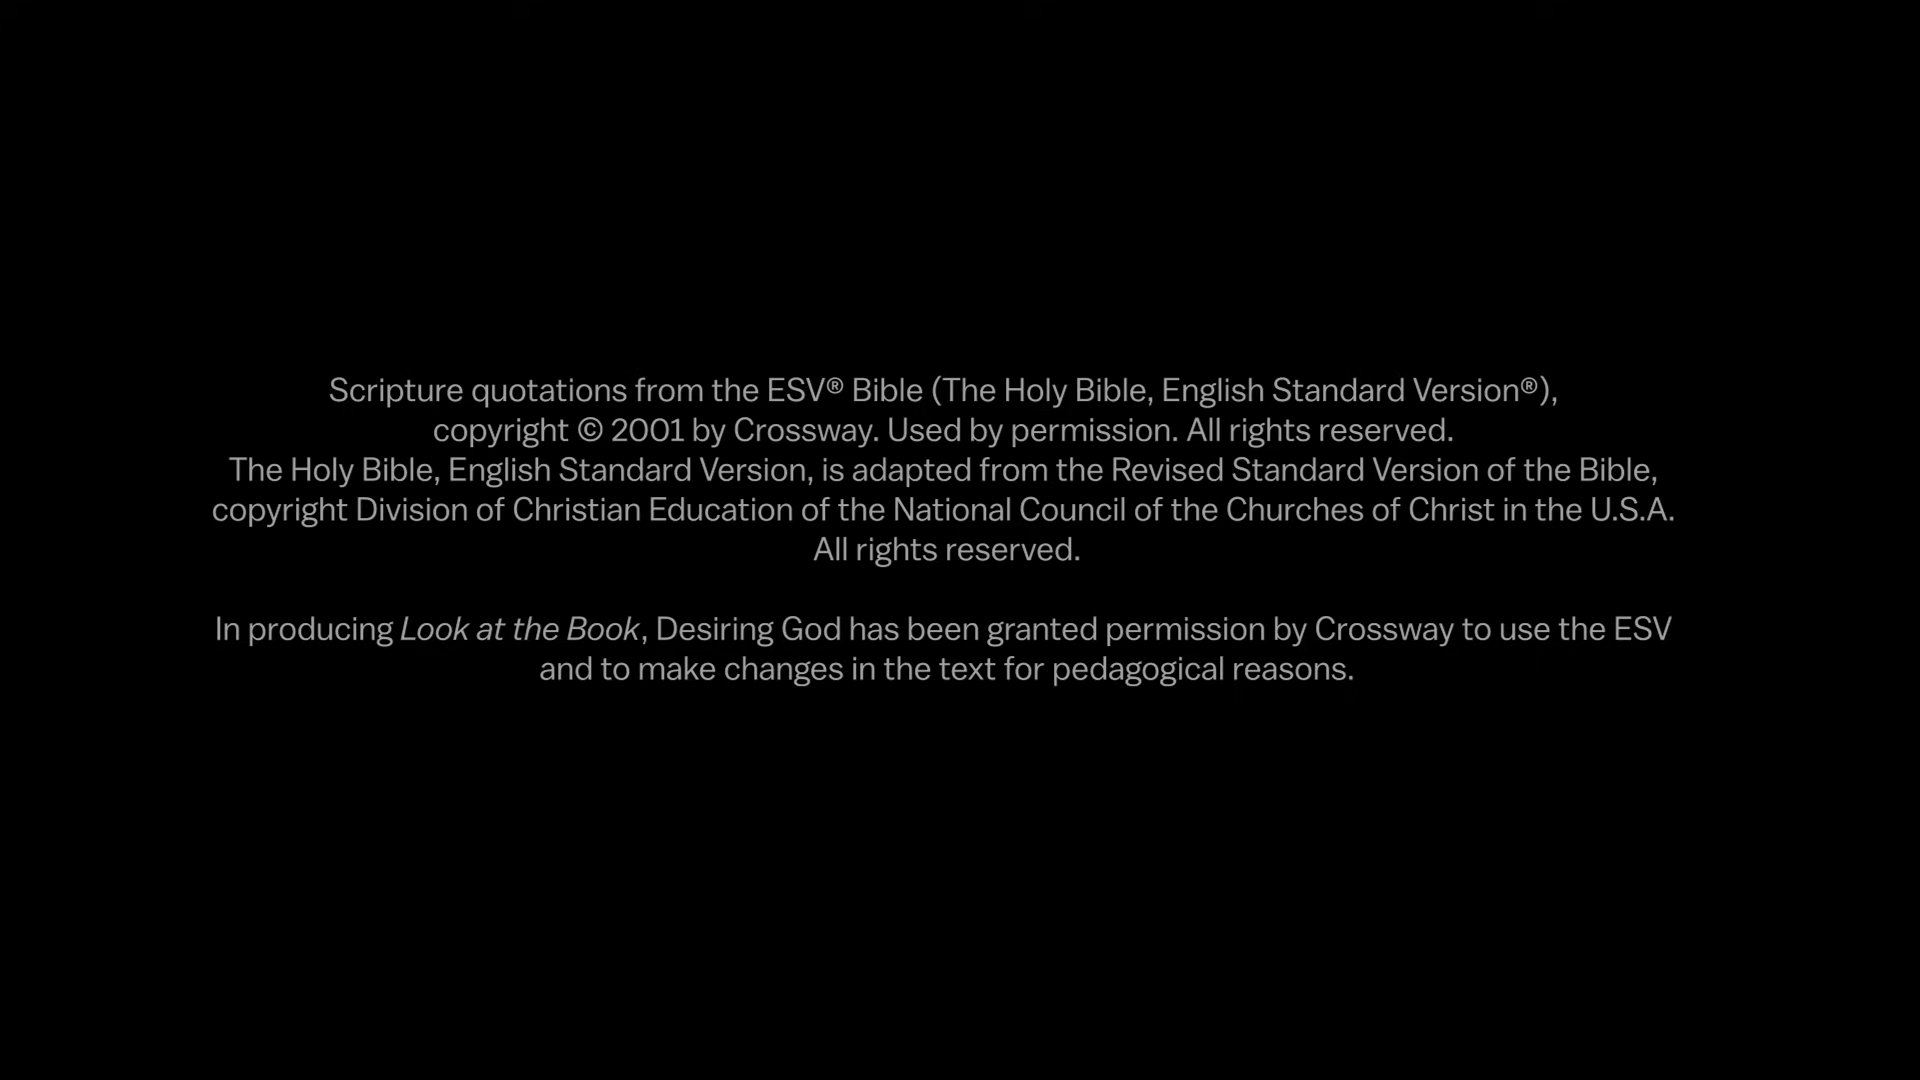 Scripture quotations from the ESV® Bible (The Holy Bible, English Standard Version®),
copyright © 2001 by Crossway. Used by permission. All rights reserved.
The Holy Bible, English Standard Version, is adapted from the Revised Standard Version of the Bible,
copyright Division of Christian Education of the National Council of the Churches of Christ in the U.S.A.
All rights reserved.
In producing Look at the Book, Desiring God has been granted permission by Crossway to use the ESV
and to make changes in the text for pedagogical reasons.